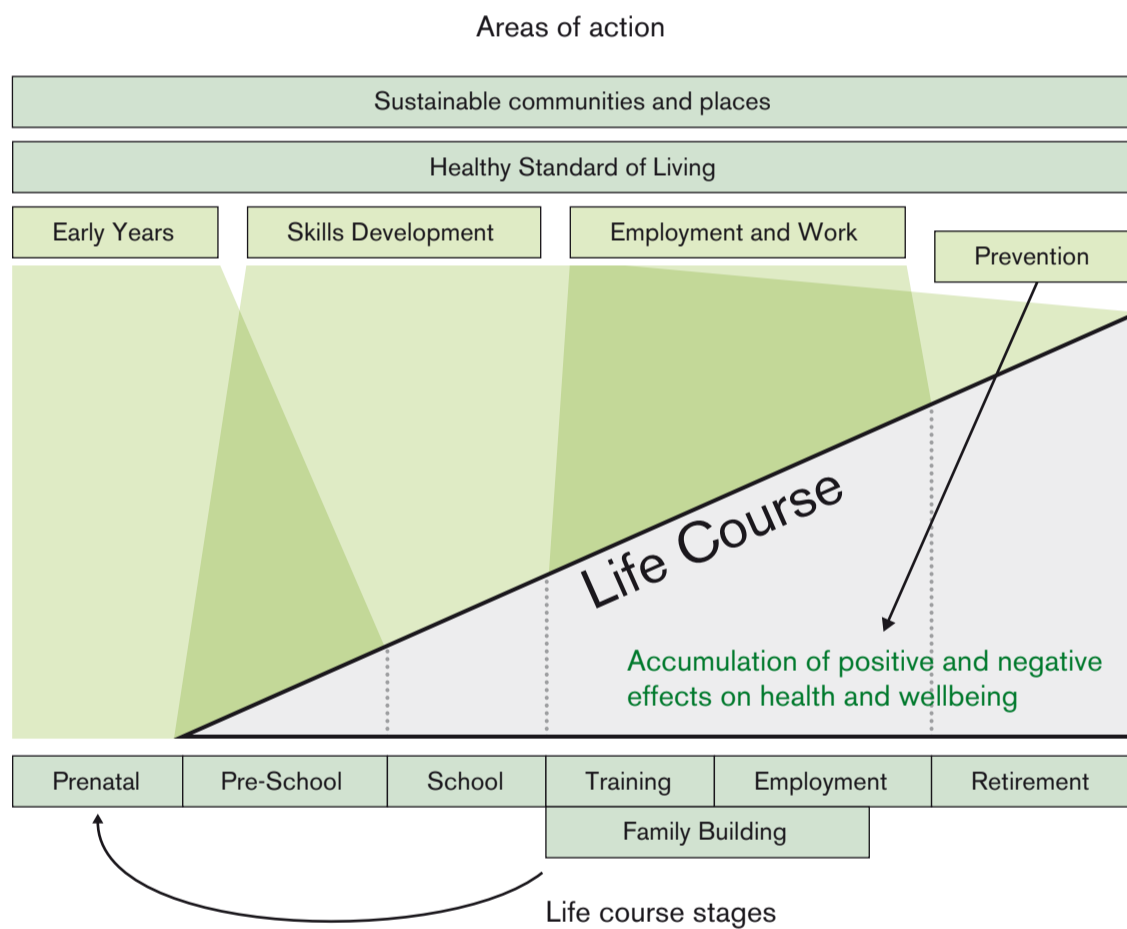 Areas of action
Sustainable communities and places
Healthy Standard of Living
Early Years
Skills Development
Employment and Work
Prevention
Life Course
Accumulation of positive and negative
effects on health and wellbeing
Prenatal
Pre-School
School
Training
Employment
Retirement
Family Building
Life course stages